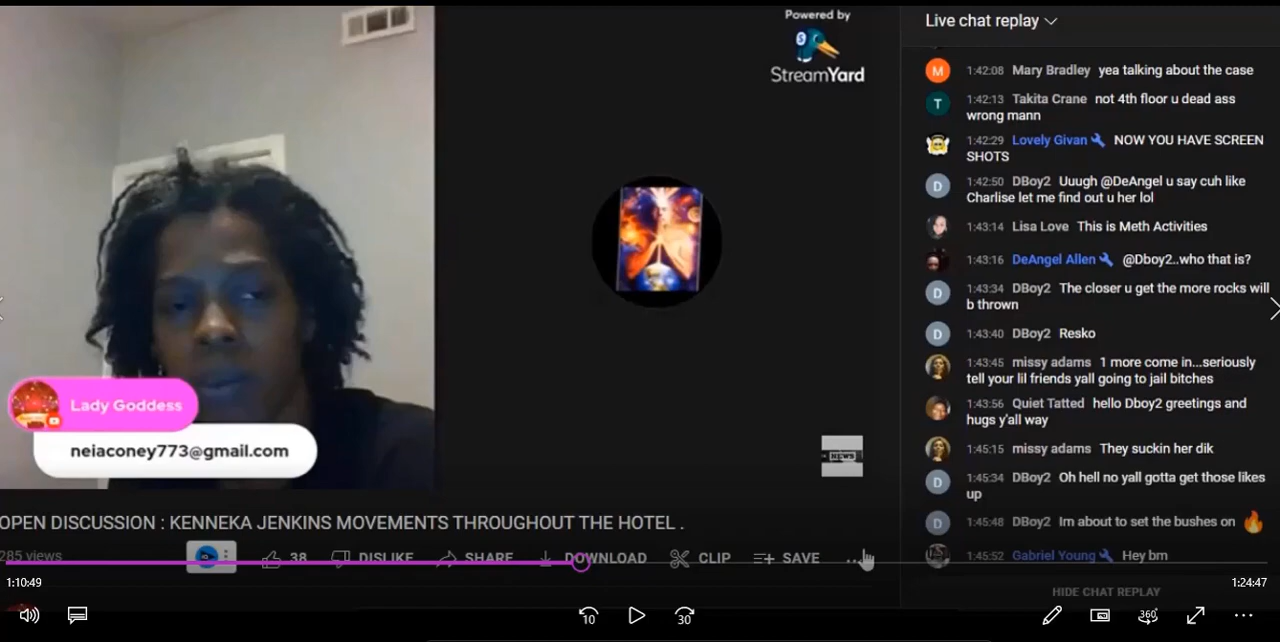 Powered by
StreamYard
Lady Goddess
neiaconey773@gmail.com
NEWS
OPEN DISCUSSION : KENNEKA JENKINS MOVEMENTS THROUGHOUT THE HOTEL .
285 views
38
DISLIKE
SHARE
DOWNLOAD
CLIP
SAVE
...
1:10:49
1:24:47
10
30
360°
Live chat replay
M
1:42:08 Mary Bradley yea talking about the case
T
1:42:13 Takita Crane not 4th floor u dead ass
wrong mann
1:42:29 Lovely Givan NOW YOU HAVE SCREEN
SHOTS
D
1:42:50 DBoy2 Uuugh @DeAngel u say cuh like
Charlise let me find out u her lol
1:43:14 Lisa Love This is Meth Activities
1:43:16 DeAngel Allen @Dboy2..who that is?
D
1:43:34 DBoy2 The closer u get the more rocks will
b thrown
D
1:43:40 DBoy2 Resko
1:43:45 missy adams 1 more come in...seriously
tell your lil friends yall going to jail bitches
1:43:56 Quiet Tatted hello Dboy2 greetings and
hugs y'all way
1:45:15 missy adams They suckin her dik
D
1:45:34 DBoy2 Oh hell no yall gotta get those likes
up
D
1:45:48 DBoy2 Im about to set the bushes on 🔥
1:45:52 Gabriel Young Hey bm
HIDE CHAT REPLAY